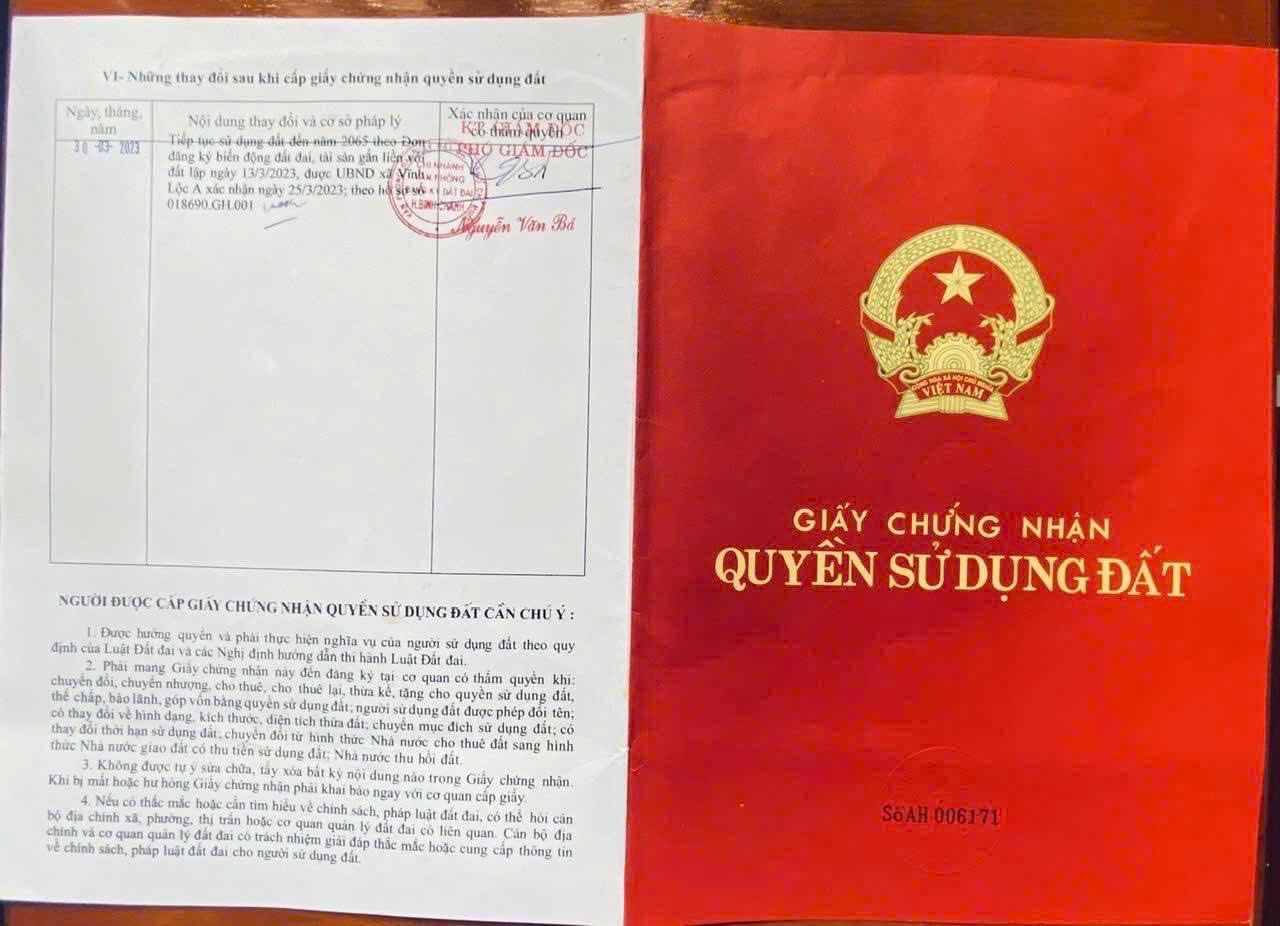 VI- Những thay đổi sau khi cấp giấy chứng nhận quyền sử dụng đất
Ngày, tháng,
năm
Nội dung thay đổi và cơ sở pháp lý
Xác nhận của cơ quan
có thẩm quyền
30 -03- 2023
Tiếp tục sử dụng đất đến năm 2065 theo Đơn
đăng ký biến động đất đai, tài sản gắn liền với
đất lập ngày 13/3/2023, được UBND xã Vĩnh
Lộc A xác nhận ngày 25/3/2023; theo hồ sơ số
018690.GH.001
KT. GIÁM ĐỐC
PHÓ GIÁM ĐỐC
CHI NHÁNH
VĂN PHÒNG
ĐĂNG KÝ ĐẤT ĐAI
H.BÌNH CHÁNH
Nguyễn Văn Bá
NGƯỜI ĐƯỢC CẤP GIẤY CHỨNG NHẬN QUYỀN SỬ DỤNG ĐẤT CẦN CHÚ Ý :
1. Được hưởng quyền và phải thực hiện nghĩa vụ của người sử dụng đất theo quy
định của Luật Đất đai và các Nghị định hướng dẫn thi hành Luật Đất đai.
2. Phải mang Giấy chứng nhận này đến đăng ký tại cơ quan có thẩm quyền khi:
chuyển đổi, chuyển nhượng, cho thuê, cho thuê lại, thừa kế, tặng cho quyền sử dụng đất,
thế chấp, bảo lãnh, góp vốn bằng quyền sử dụng đất; người sử dụng đất được phép đổi tên;
có thay đổi về hình dạng, kích thước, diện tích thửa đất; chuyển mục đích sử dụng đất; có
thay đổi thời hạn sử dụng đất; chuyển đổi từ hình thức Nhà nước cho thuê đất sang hình
thức Nhà nước giao đất có thu tiền sử dụng đất; Nhà nước thu hồi đất.
3. Không được tự ý sửa chữa, tẩy xóa bất kỳ nội dung nào trong Giấy chứng nhận.
Khi bị mất hoặc hư hỏng Giấy chứng nhận phải khai báo ngay với cơ quan cấp giấy.
4. Nếu có thắc mắc hoặc cần tìm hiểu về chính sách, pháp luật đất đai, có thể hỏi cán
bộ địa chính xã, phường, thị trấn hoặc cơ quan quản lý đất đai có liên quan. Cán bộ địa
chính và cơ quan quản lý đất đai có trách nhiệm giải đáp thắc mắc hoặc cung cấp thông tin
về chính sách, pháp luật đất đai cho người sử dụng đất.
CỘNG HÒA XÃ HỘI CHỦ NGHĨA
VIỆT NAM
GIẤY CHỨNG NHẬN
QUYỀN SỬ DỤNG ĐẤT
Số AH 006171